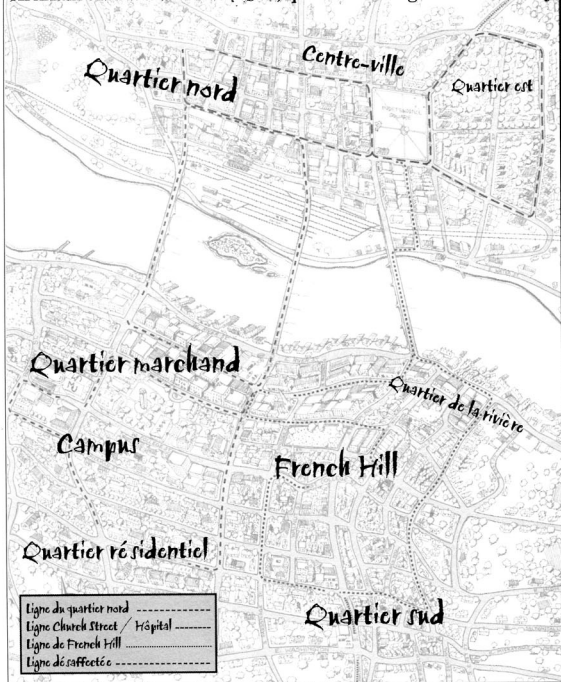 Centre-ville
Quartier nord
Quartier est
Quartier marchand
Quartier de la rivière
Campus
French Hill
Quartier résidentiel
Quartier sud
Ligne du quartier nord
Ligne Church Street / Hôpital
Ligne de French Hill
Ligne désaffectée